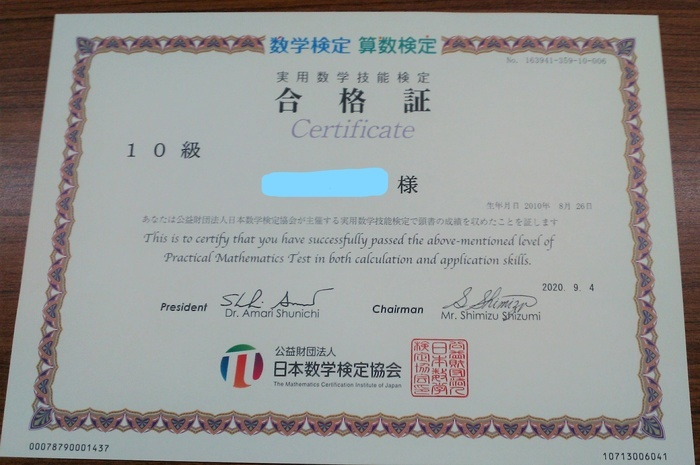 数学検定 算数検定
No. 163941-359-10-006
実用数学技能検定
合格証
Certificate
10級
様
生年月日 2010年 8月26日
あなたは公益財団法人日本数学検定協会が主催する実用数学技能検定で頭書の成績を収めたことを証します
This is to certify that you have successfully passed the above-mentioned level of
Practical Mathematics Test in both calculation and application skills.
2020. 9. 4
President Dr. Amari Shunichi
Chairman Mr. Shimizu Shizumi
公益財団法人
日本数学検定協会
The Mathematics Certification Institute of Japan
00078790001437
10713006041